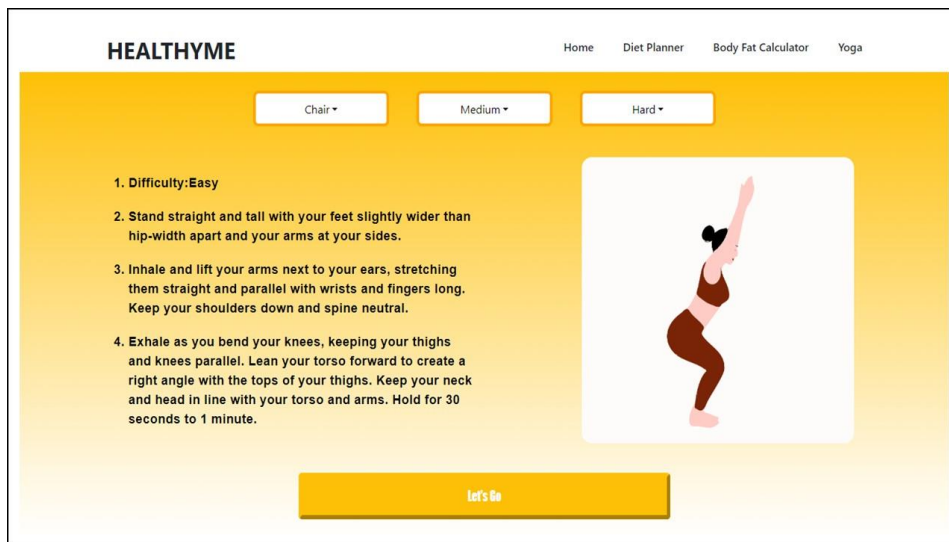 HEALTHYME
Home Diet Planner Body Fat Calculator Yoga
Chair Medium Hard
1. Difficulty:Easy
2. Stand straight and tall with your feet slightly wider than
hip-width apart and your arms at your sides.
3. Inhale and lift your arms next to your ears, stretching
them straight and parallel with wrists and fingers long.
Keep your shoulders down and spine neutral.
4. Exhale as you bend your knees, keeping your thighs
and knees parallel. Lean your torso forward to create a
right angle with the tops of your thighs. Keep your neck
and head in line with your torso and arms. Hold for 30
seconds to 1 minute.
Let's Go